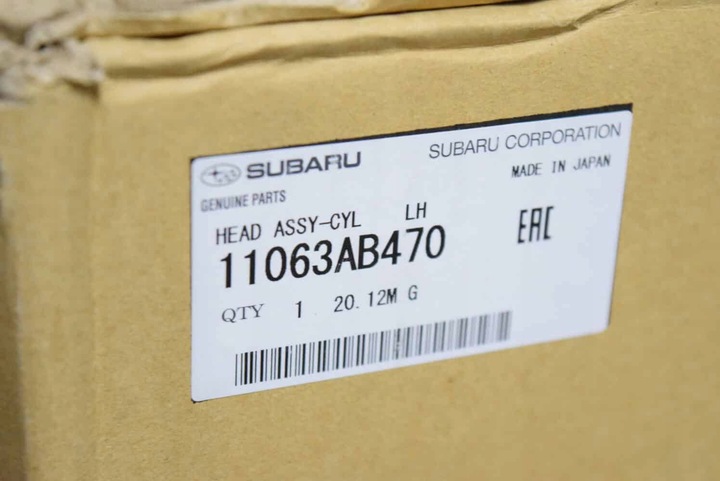 SUBARU
SUBARU CORPORATION
GENUINE PARTS
MADE IN JAPAN
HEAD ASSY-CYL LH
11063AB470
EAC
QTY 1 20.12M G